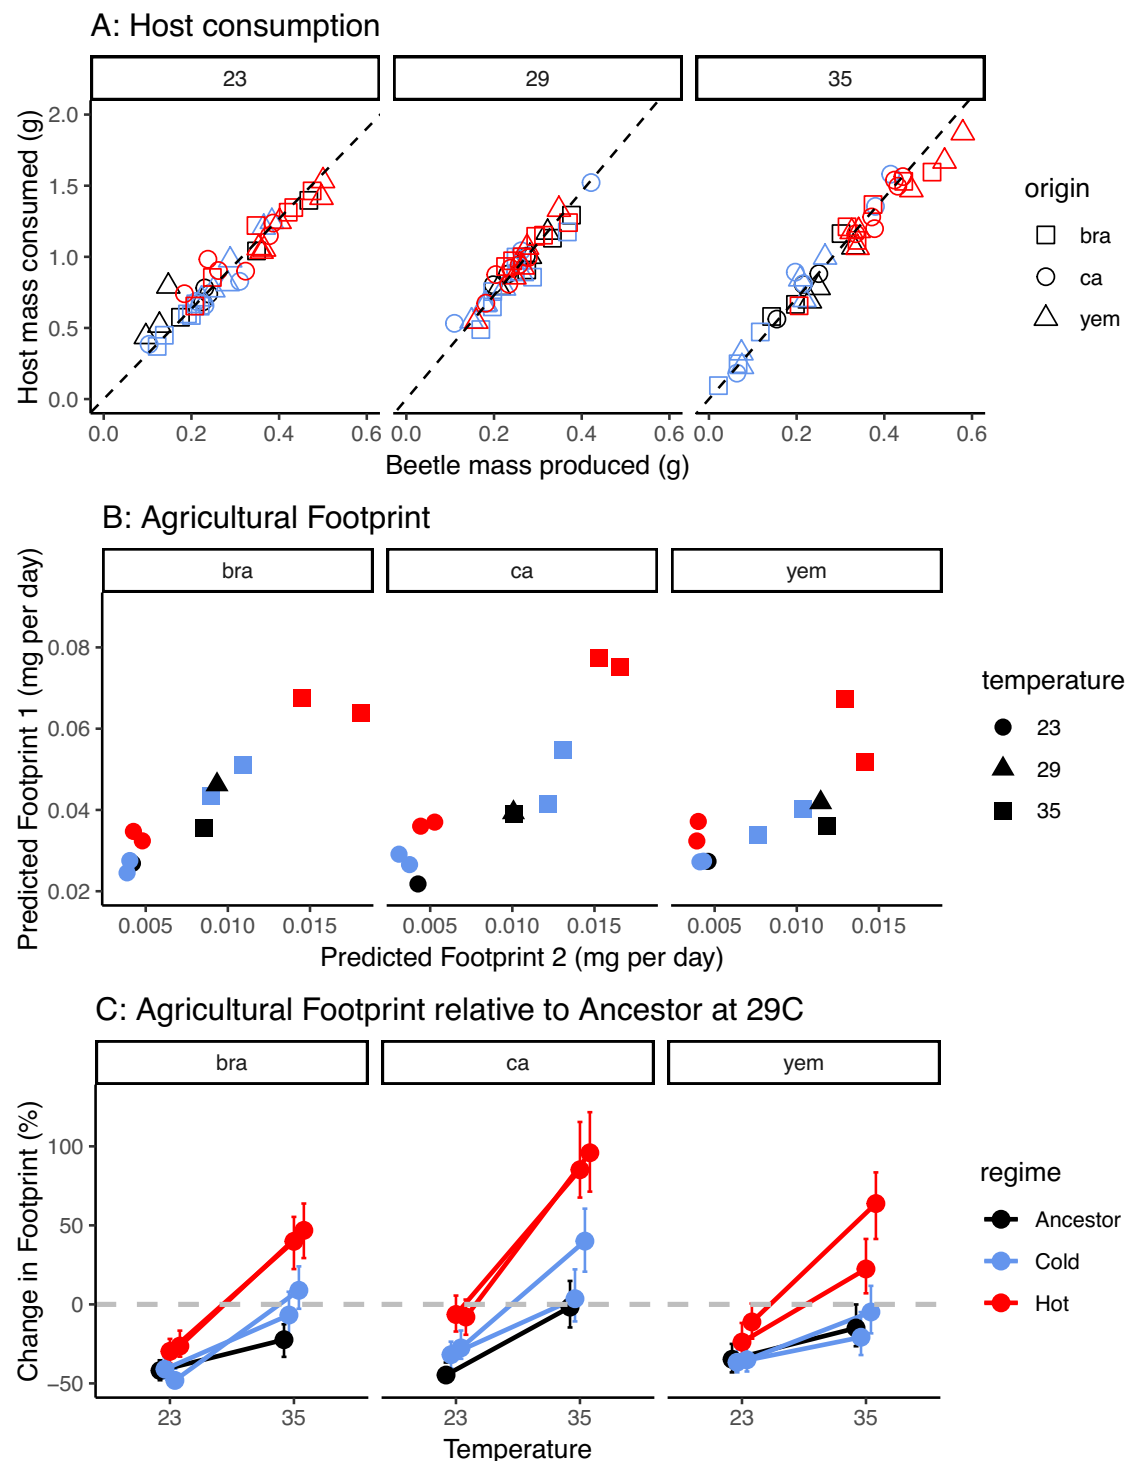 A: Host consumption
23 29 35
Host mass consumed (g)
2.0
1.5
1.0
0.5
0.0
0.0 0.2 0.4 0.6 0.0 0.2 0.4 0.6 0.0 0.2 0.4 0.6
Beetle mass produced (g)
origin
bra
ca
yem
B: Agricultural Footprint
bra ca yem
Predicted Footprint 1 (mg per day)
0.08
0.06
0.04
0.02
0.005 0.010 0.015 0.005 0.010 0.015 0.005 0.010 0.015
Predicted Footprint 2 (mg per day)
temperature
23
29
35
C: Agricultural Footprint relative to Ancestor at 29C
bra ca yem
Change in Footprint (%)
100
50
0
−50
23 35 23 35 23 35
Temperature
regime
Ancestor
Cold
Hot